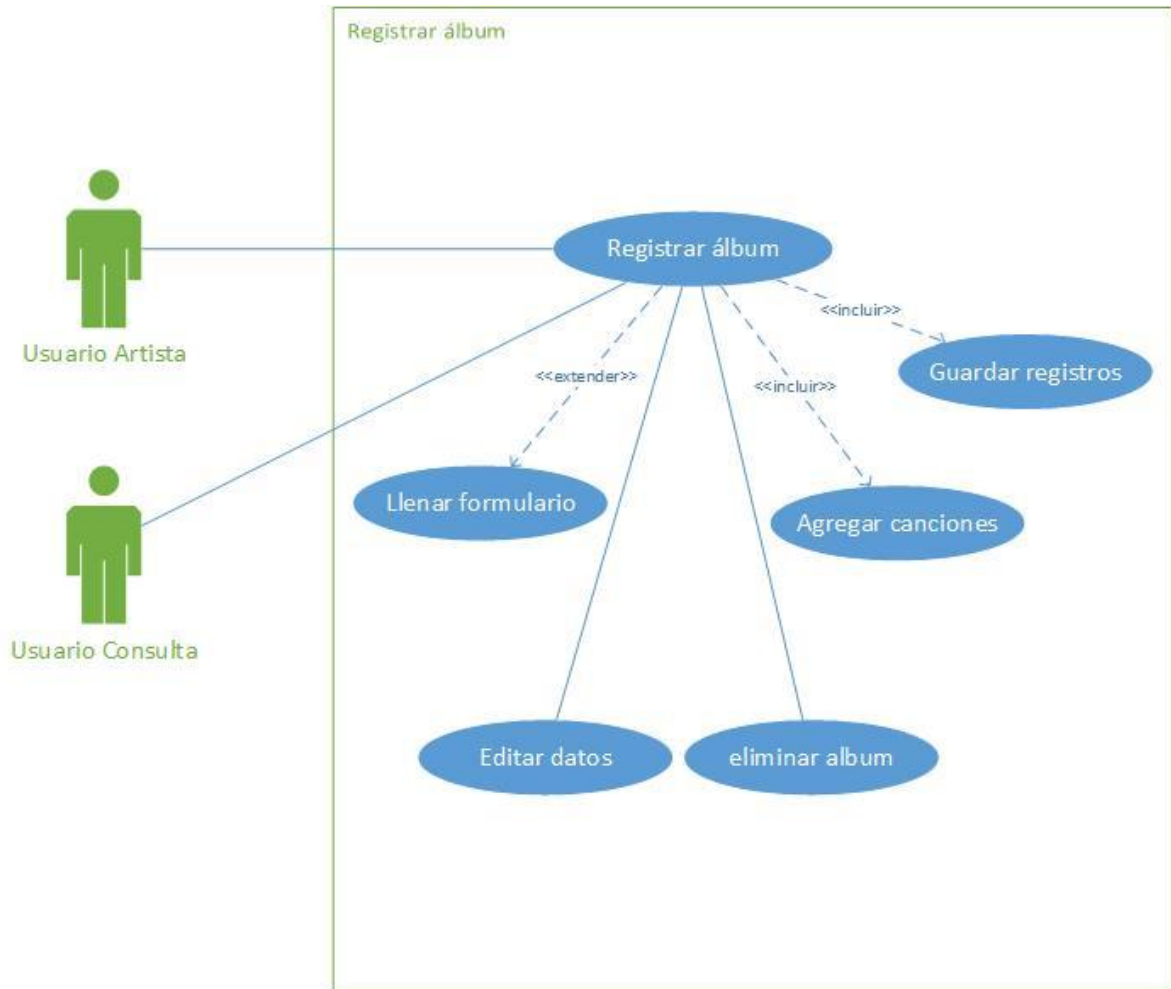 Registrar álbum
Registrar álbum
<<incluir>>
Usuario Artista
Guardar registros
<<extender>>
<<incluir>>
Llenar formulario
Agregar canciones
Usuario Consulta
Editar datos
eliminar album